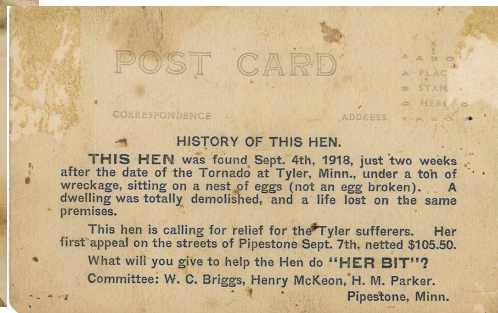 POST CARD
PLAC
STAM
HER
CORRESPONDENCE ADDRESS
HISTORY OF THIS HEN.
THIS HEN was found Sept. 4th, 1918, just two weeks
after the date of the Tornado at Tyler, Minn., under a ton of
wreckage, sitting on a nest of eggs (not an egg broken). A
dwelling was totally demolished, and a life lost on the same
premises.
This hen is calling for relief for the Tyler sufferers. Her
first appeal on the streets of Pipestone Sept. 7th, netted $105.50.
What will you give to help the Hen do "HER BIT"?
Committee: W. C. Briggs, Henry McKeon, H. M. Parker.
Pipestone, Minn.